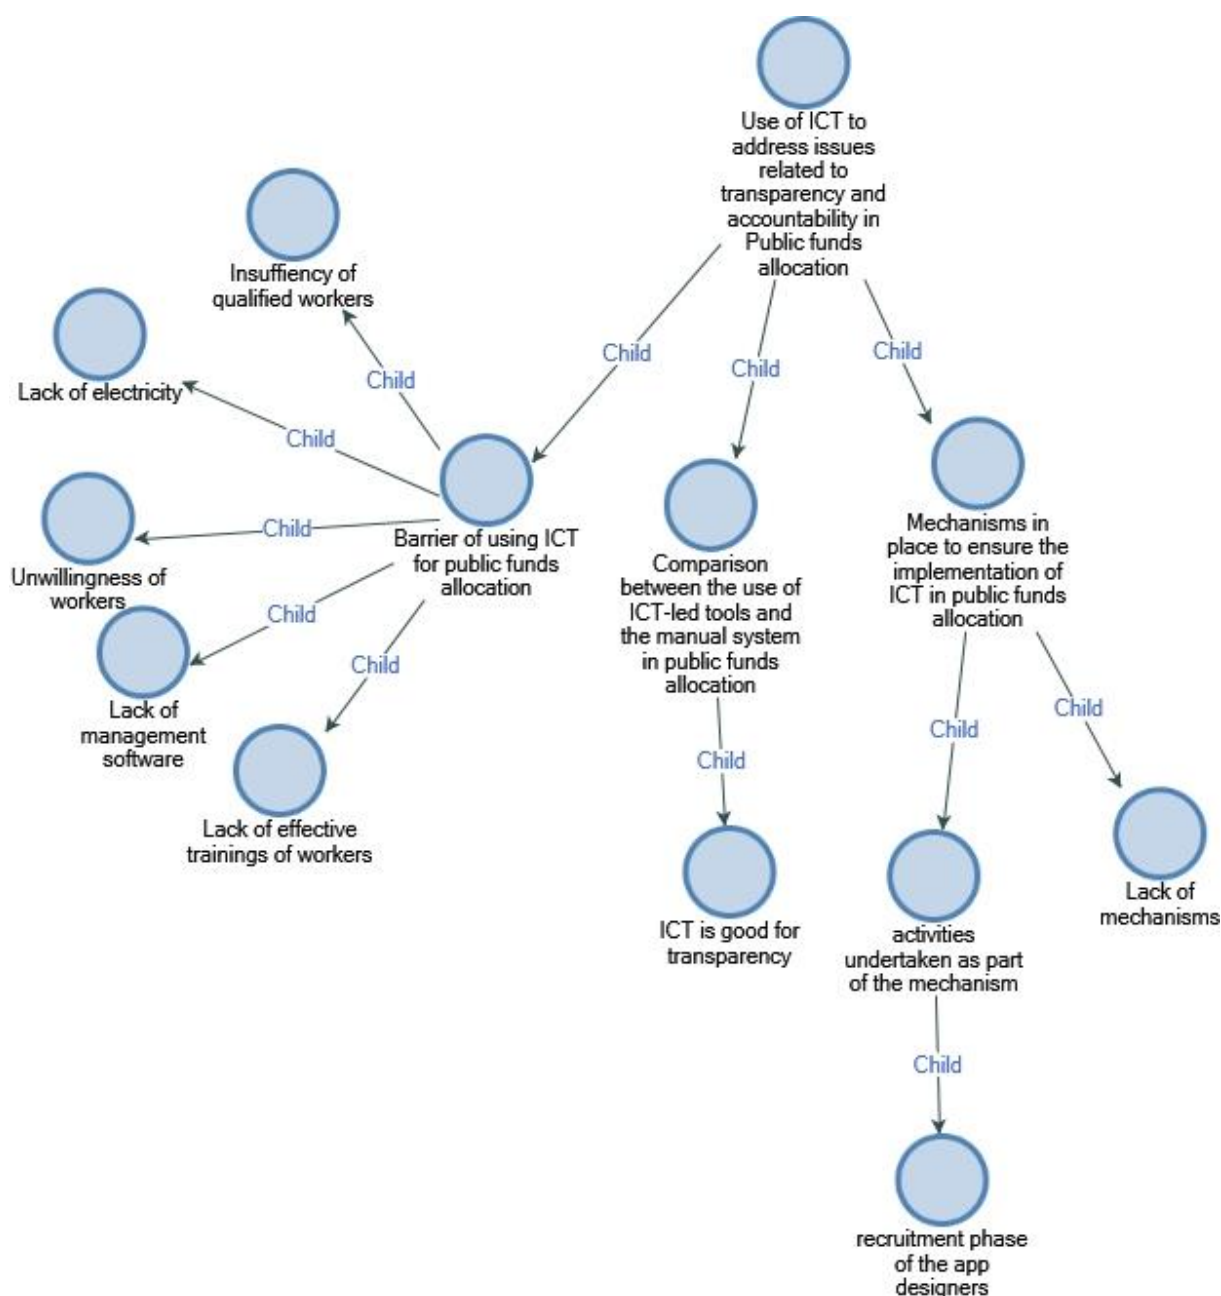 Use of ICT to
address issues
related to
transparency and
accountability in
Public funds
allocation
Child
Child
Child
Insuffiency of
qualified workers
Child
Lack of electricity
Child
Unwillingness of
workers
Child
Lack of
management
software
Child
Lack of effective
trainings of workers
Child
Barrier of using ICT
for public funds
allocation
Comparison
between the use of
ICT-led tools and
the manual system
in public funds
allocation
Child
ICT is good for
transparency
Mechanisms in
place to ensure the
implementation of
ICT in public funds
allocation
Child
Child
activities
undertaken as part
of the mechanism
Lack of
mechanisms
Child
recruitment phase
of the app
designers